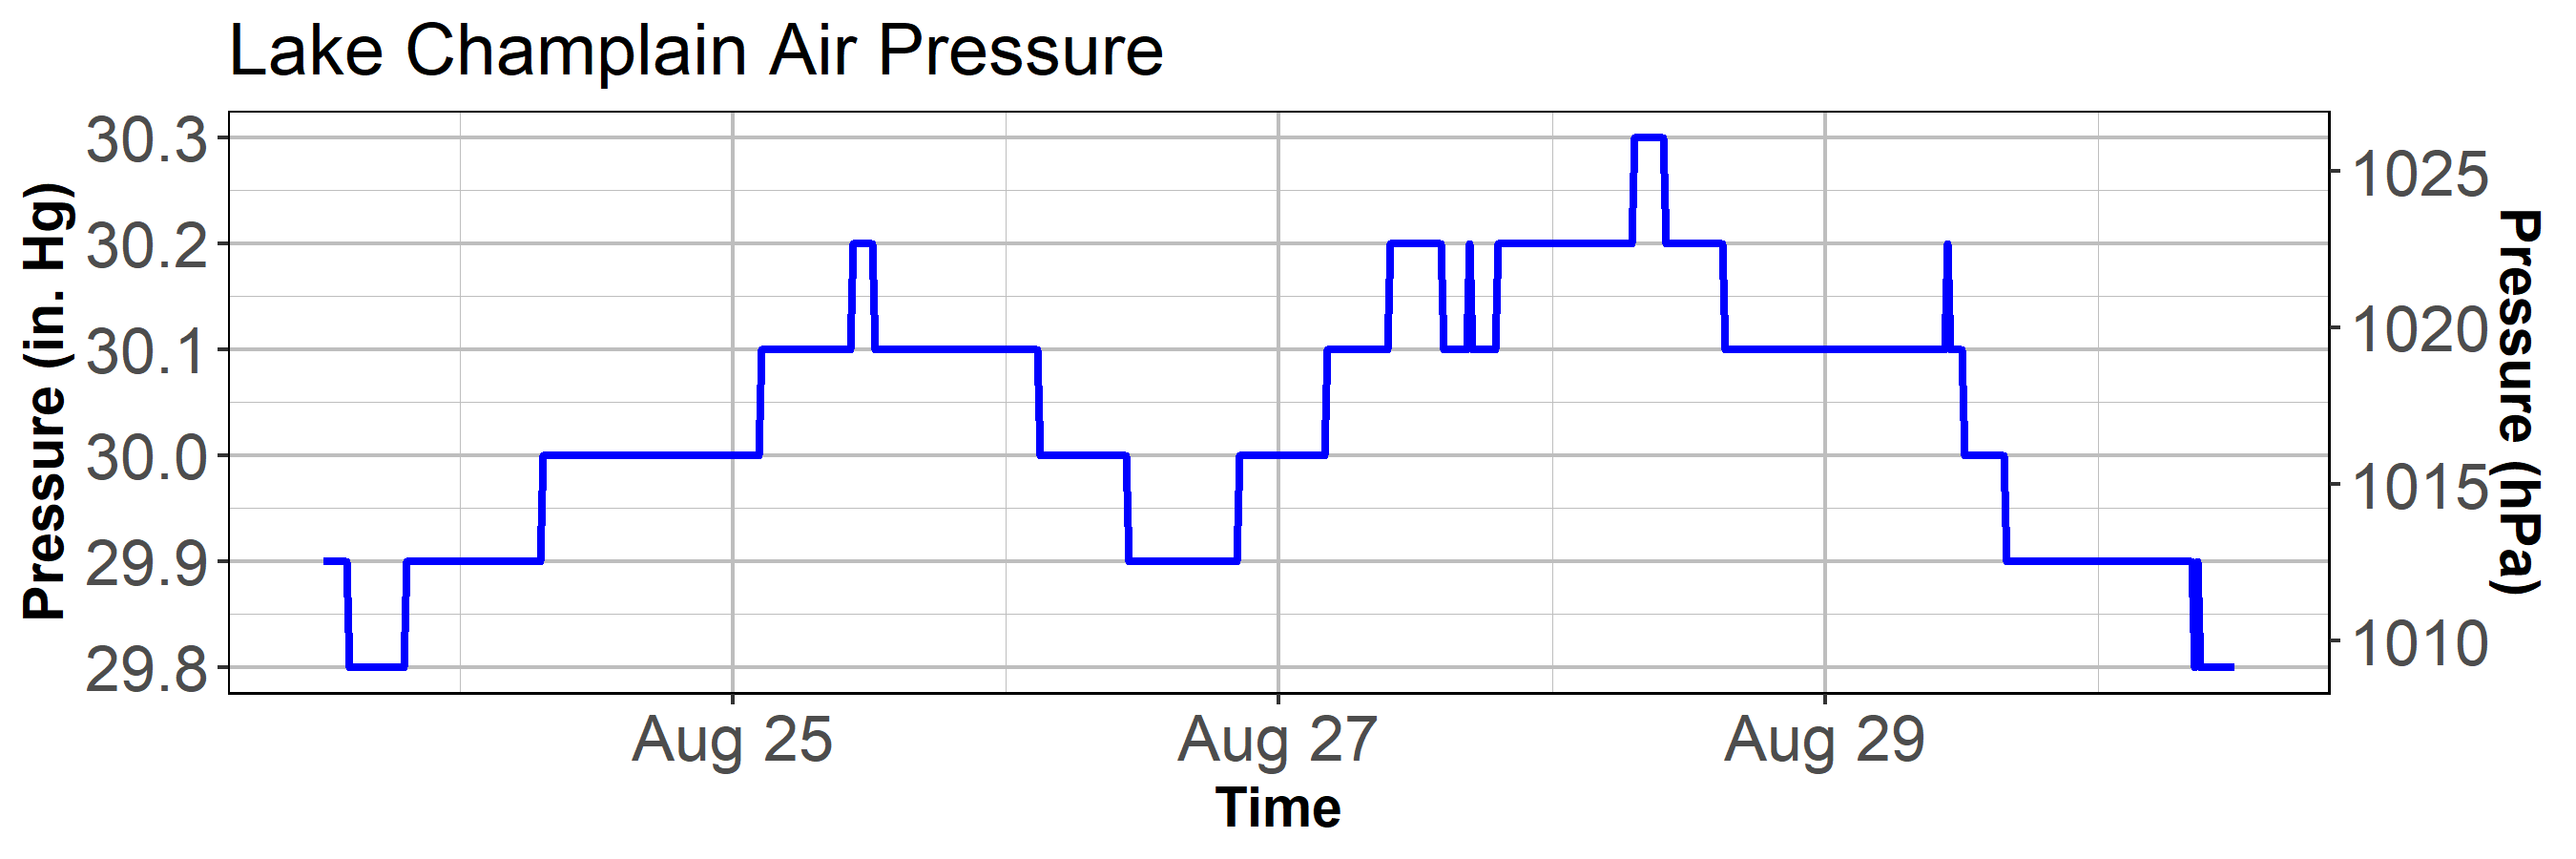 Lake Champlain Air Pressure
Pressure (in. Hg)
30.3
30.2
30.1
30.0
29.9
29.8
1025
1020
1015
1010
Pressure (hPa)
Aug 25
Aug 27
Aug 29
Time